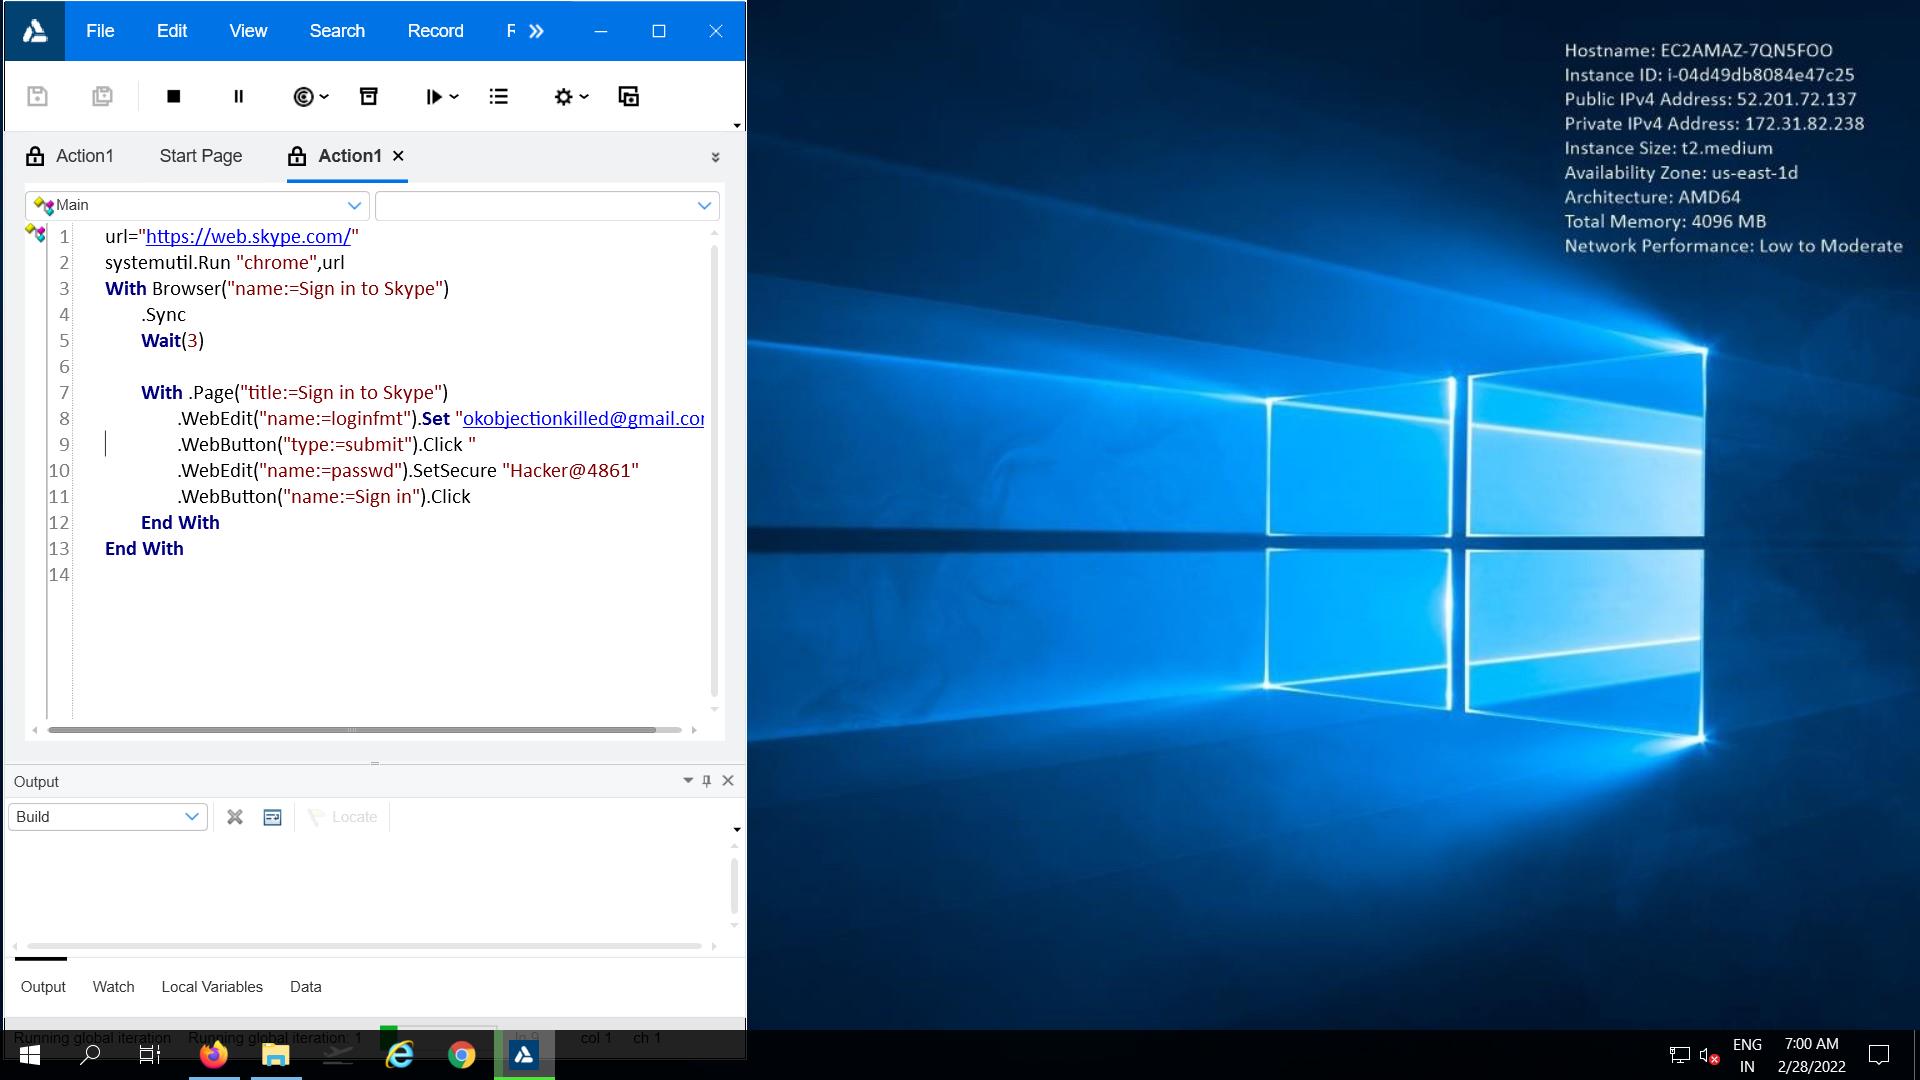 File Edit View Search Record
Action1 Start Page Action1
Main
1 url="https://web.skype.com/"
2 systemutil.Run "chrome",url
3 With Browser("name:=Sign in to Skype")
4 .Sync
5 Wait(3)
6
7 With .Page("title:=Sign in to Skype")
8 .WebEdit("name:=loginfmt").Set "okobjectionkilled@gmail.co
9 .WebButton("type:=submit").Click "
10 .WebEdit("name:=passwd").SetSecure "Hacker@4861"
11 .WebButton("name:=Sign in").Click
12 End With
13 End With
14
Output
Build Locate
Output Watch Local Variables Data
Running global iteration Running global iteration: 1 ln 9 col 1 ch 1
Hostname: EC2AMAZ-7QN5FOO
Instance ID: i-04d49db8084e47c25
Public IPv4 Address: 52.201.72.137
Private IPv4 Address: 172.31.82.238
Instance Size: t2.medium
Availability Zone: us-east-1d
Architecture: AMD64
Total Memory: 4096 MB
Network Performance: Low to Moderate
ENG
IN
7:00 AM
2/28/2022